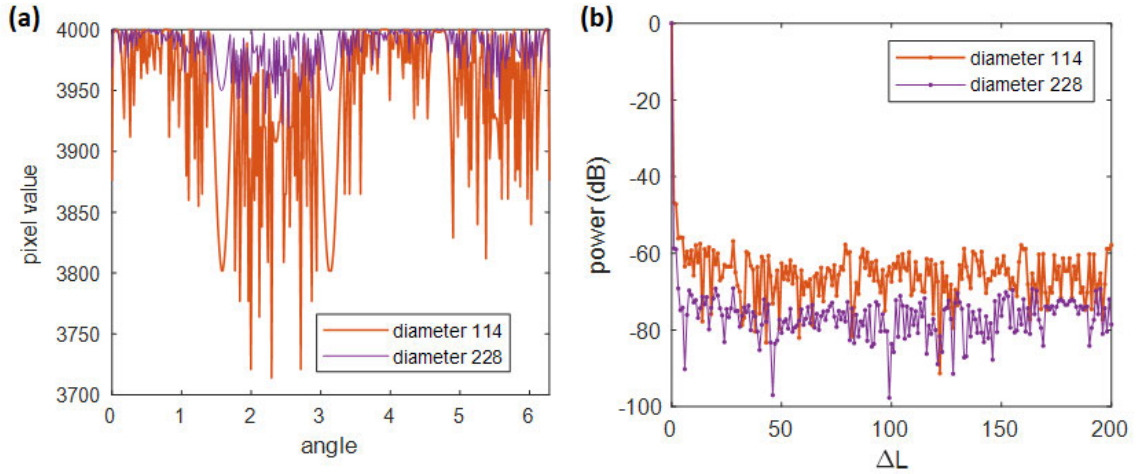 (a)
4000
3950
3900
3850
3800
3750
3700
pixel value
diameter 114
diameter 228
0 1 2 3 4 5 6
angle
(b)
0
-20
-40
-60
-80
-100
power (dB)
diameter 114
diameter 228
0 50 100 150 200
ΔL